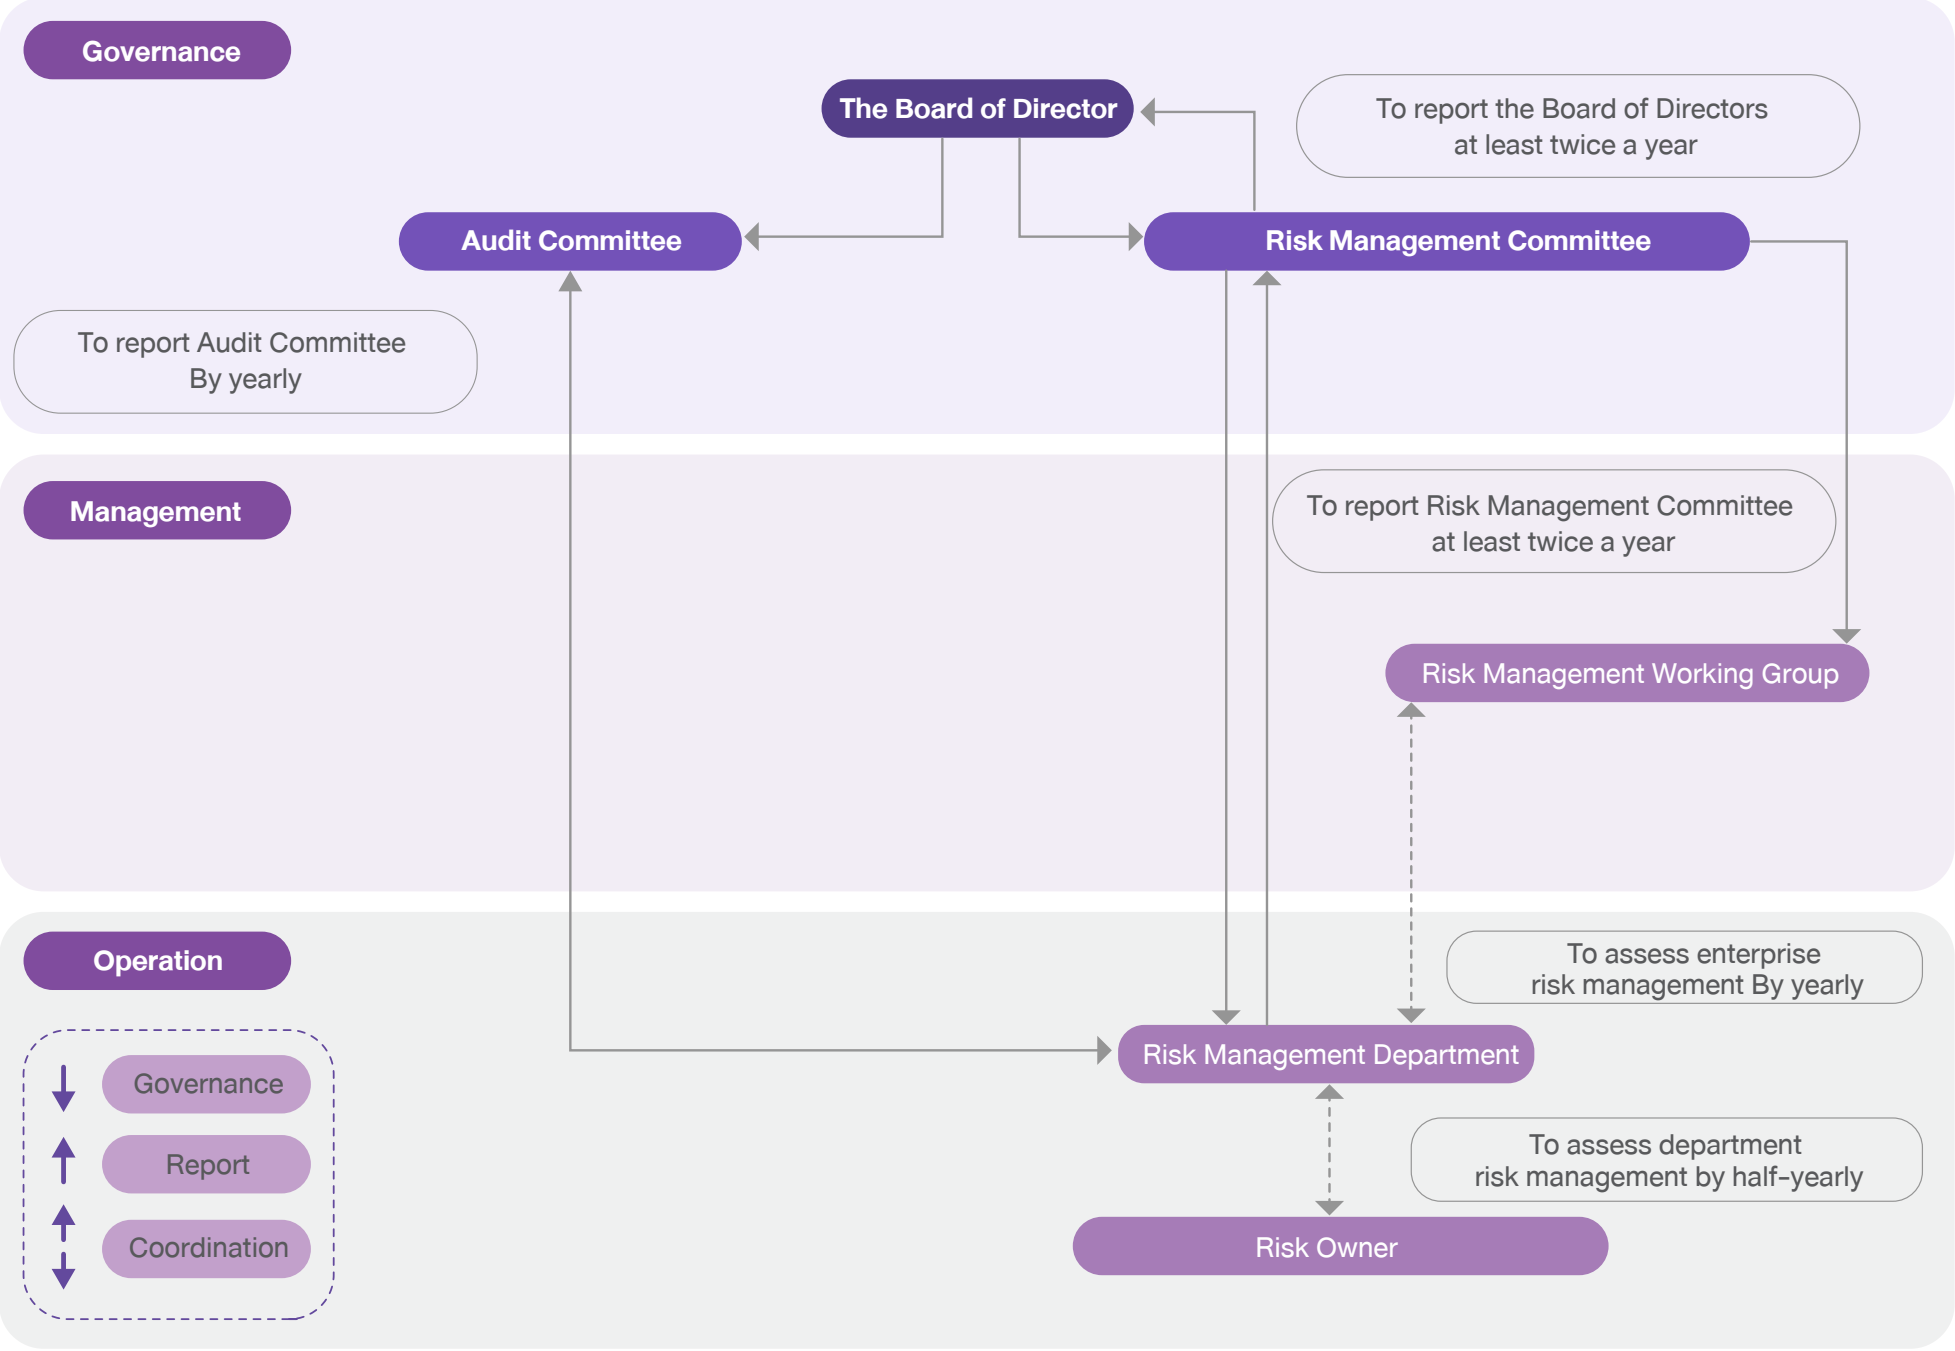 Governance
The Board of Director
To report the Board of Directors
at least twice a year
Audit Committee
Risk Management Committee
To report Audit Committee
By yearly
Management
To report Risk Management Committee
at least twice a year
Risk Management Working Group
Operation
To assess enterprise
risk management By yearly
Risk Management Department
Governance
Report
Coordination
To assess department
risk management by half-yearly
Risk Owner